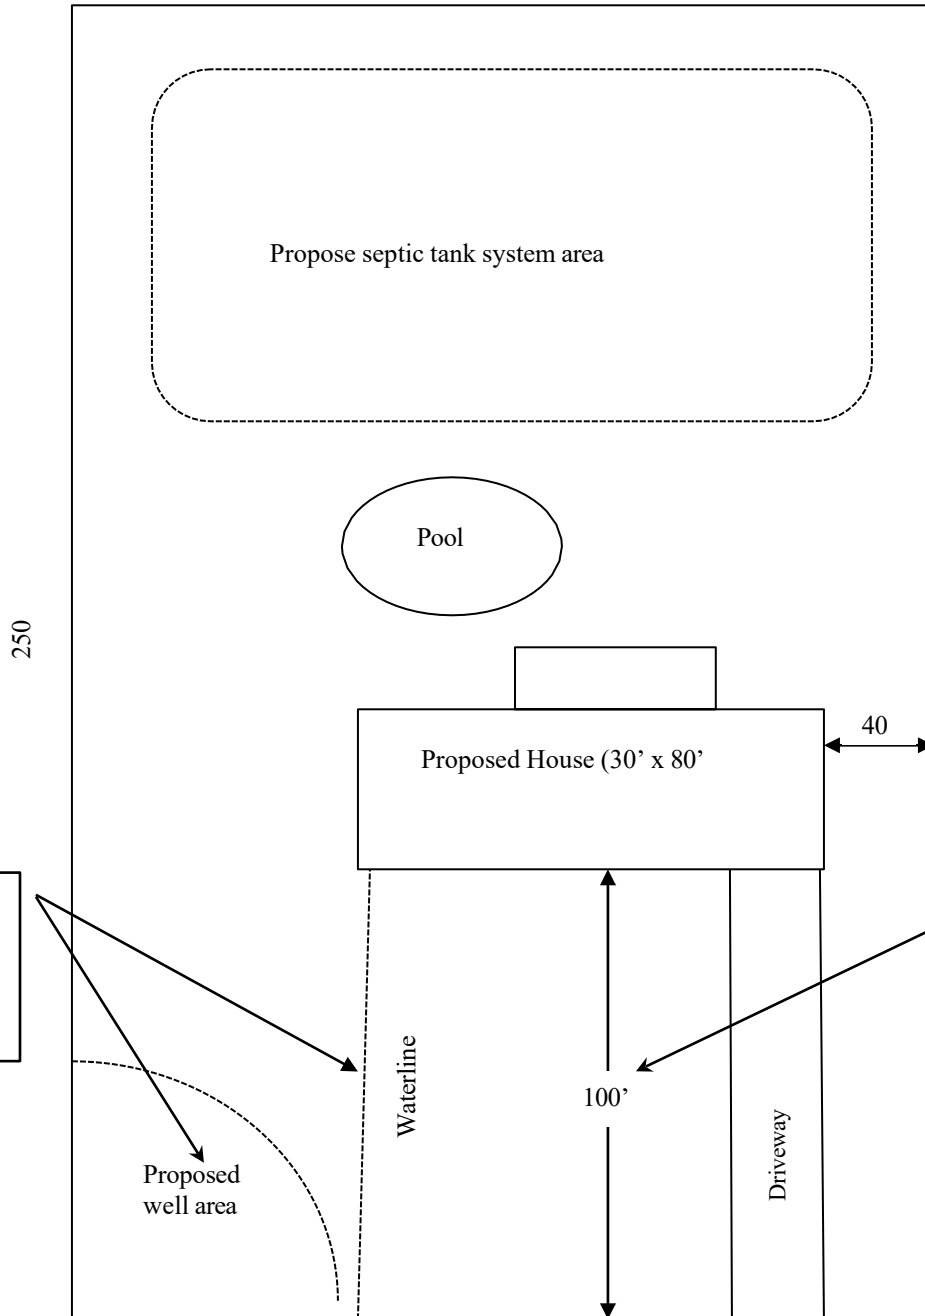 Propose septic tank system area
Pool
250
40
Proposed House (30’ x 80’
Waterline
100’
Driveway
Proposed
well area